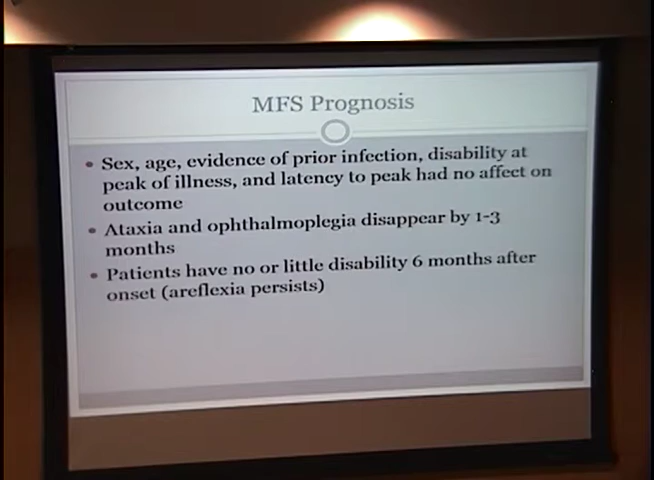 MFS Prognosis
• Sex, age, evidence of prior infection, disability at
peak of illness, and latency to peak had no affect on
outcome
• Ataxia and ophthalmoplegia disappear by 1-3
months
• Patients have no or little disability 6 months after
onset (areflexia persists)